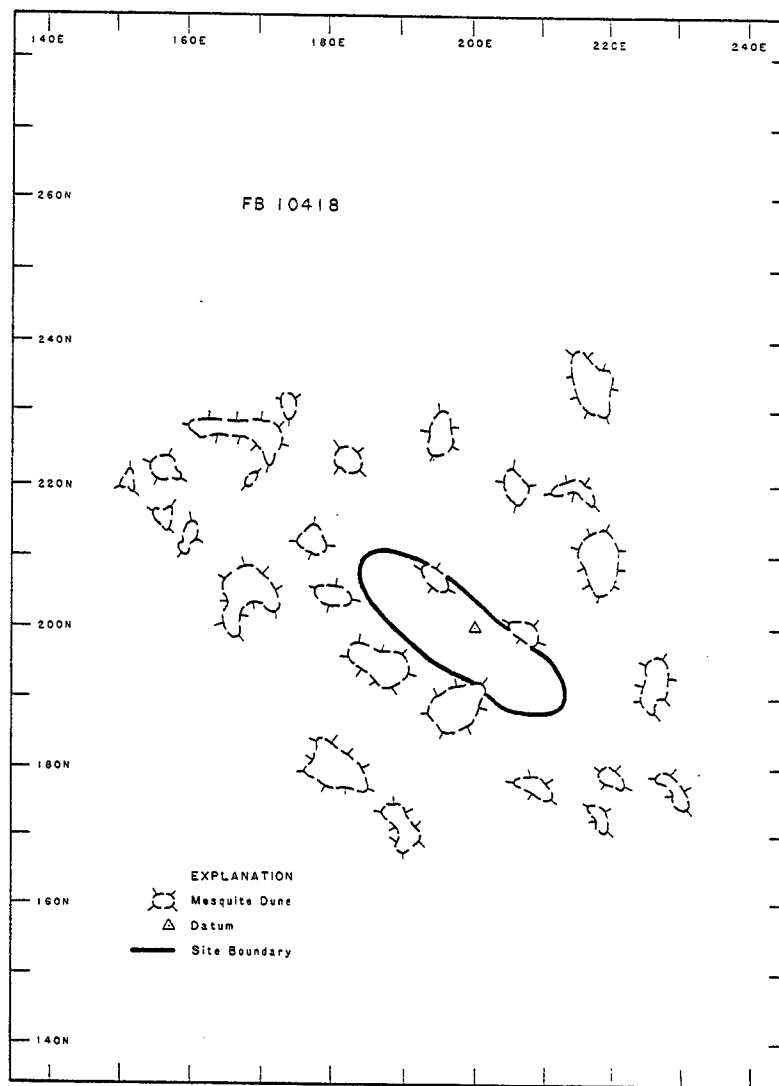 140E 160E 180E 200E 220E 240E
260N
FB 10418
240N
220N
200N
180N
EXPLANATION
Mesquite Dune
160N
Datum
Site Boundary
140N